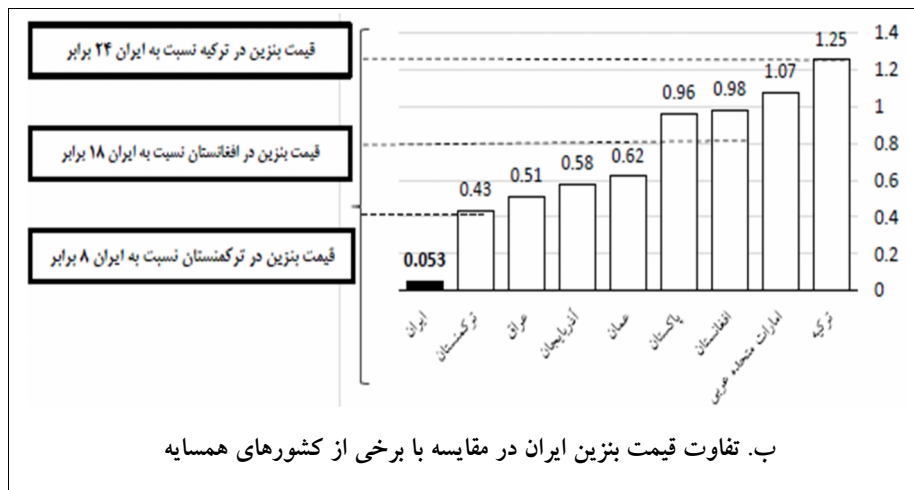 قیمت بنزین در ترکیه نسبت به ایران ۲۴ برابر
قیمت بنزین در افغانستان نسبت به ایران ۱۸ برابر
قیمت بنزین در ترکمنستان نسبت به ایران ۸ برابر
1.4
1.2
1
0.8
0.6
0.4
0.2
0
1.25
1.07
0.98
0.96
0.62
0.58
0.51
0.43
0.053
ترکیه
امارات متحده عربی
افغانستان
پاکستان
عمان
آذربایجان
عراق
ترکمنستان
ایران
ب. تفاوت قیمت بنزین ایران در مقایسه با برخی از کشورهای همسایه